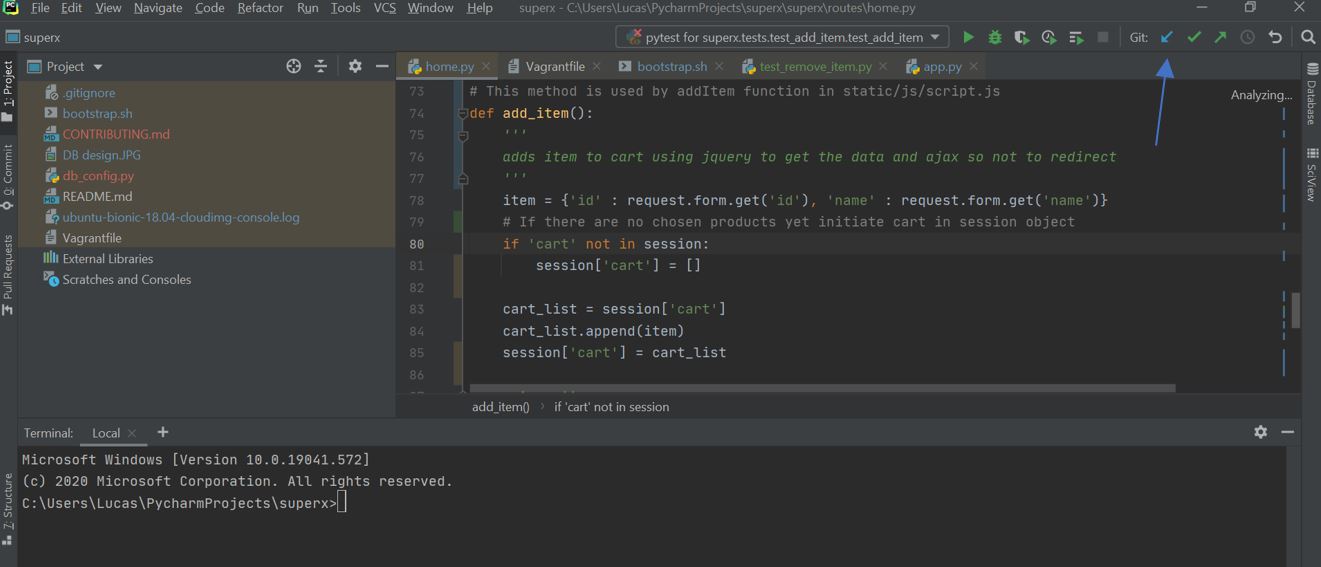 PC File Edit View Navigate Code Refactor Run Tools VCS Window Help superx - C:\Users\Lucas\PycharmProjects\superx\superx\routes\home.py
superx pytest for superx.tests.test_add_item.test_add_item Git:
1: Project
0: Commit
Pull Requests
7: Structure
Project
.gitignore
bootstrap.sh
CONTRIBUTING.md
DB design.JPG
db_config.py
README.md
ubuntu-bionic-18.04-cloudimg-console.log
Vagrantfile
External Libraries
Scratches and Consoles
home.py Vagrantfile bootstrap.sh test_remove_item.py app.py
Analyzing...
73 # This method is used by addItem function in static/js/script.js
74 def add_item():
75 '''
76 adds item to cart using jquery to get the data and ajax so not to redirect
77 '''
78 item = {'id' : request.form.get('id'), 'name' : request.form.get('name')}
79 # If there are no chosen products yet initiate cart in session object
80 if 'cart' not in session:
81 session['cart'] = []
82
83 cart_list = session['cart']
84 cart_list.append(item)
85 session['cart'] = cart_list
86
add_item() › if 'cart' not in session
Database
SciView
Terminal: Local +
Microsoft Windows [Version 10.0.19041.572]
(c) 2020 Microsoft Corporation. All rights reserved.
C:\Users\Lucas\PycharmProjects\superx>